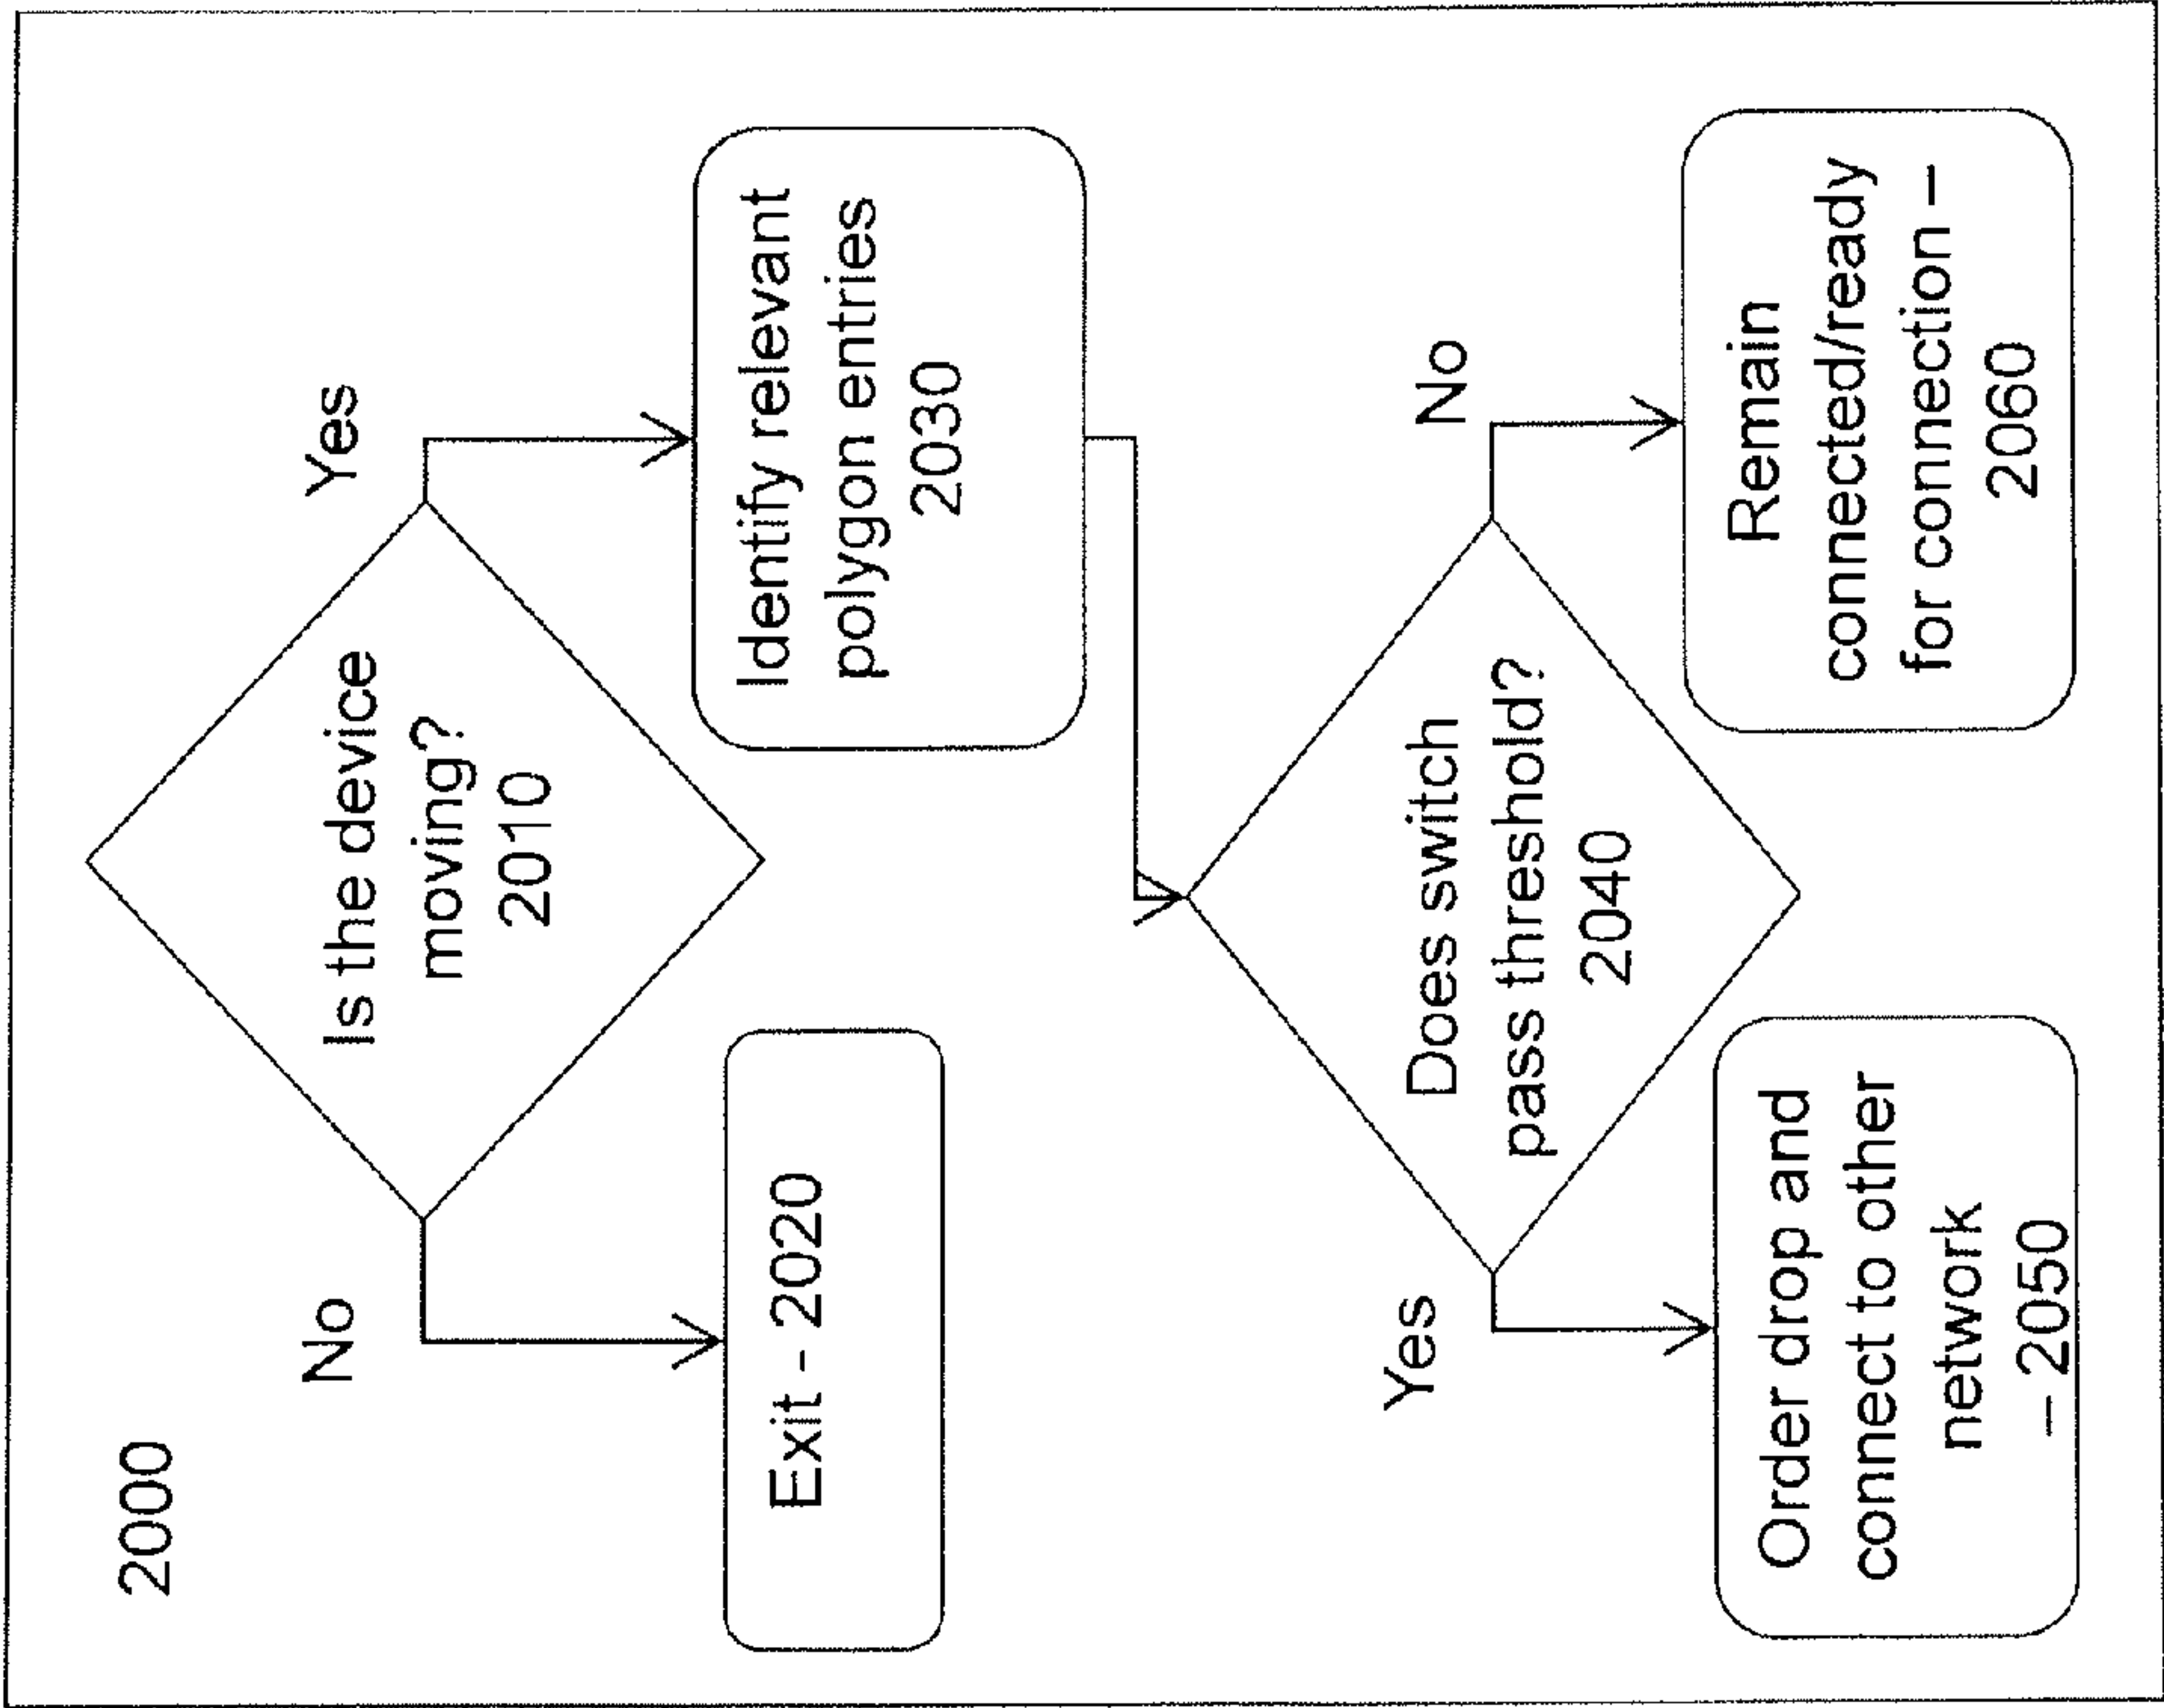 2000
Is the device
moving?
2010
No
Yes
Exit - 2020
Identify relevant
polygon entries
2030
Does switch
pass threshold?
2040
Yes
No
Order drop and
connect to other
network
– 2050
Remain
connected/ready
for connection –
2060